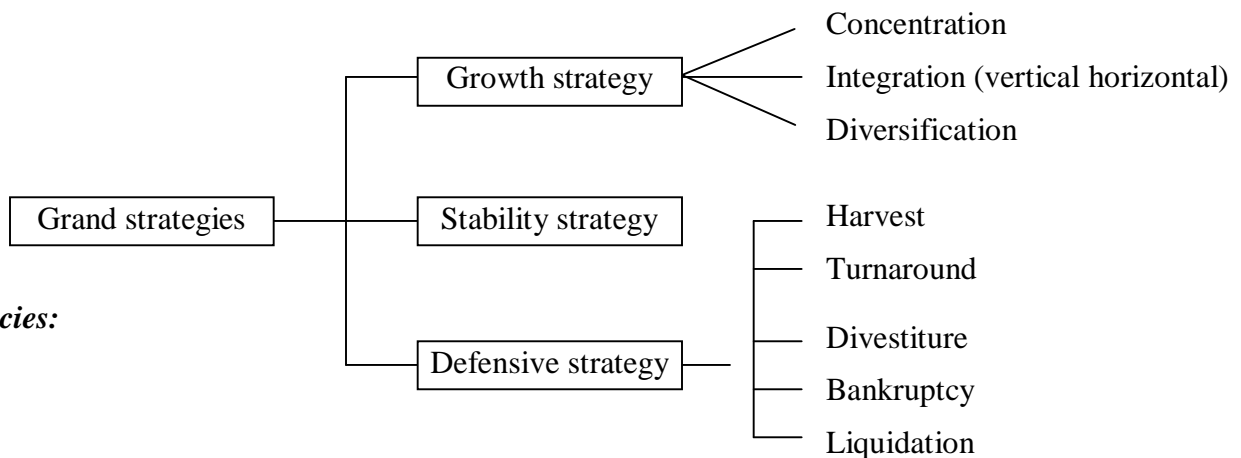 Concentration
Growth strategy
Integration (vertical horizontal)
Diversification
Grand strategies
Stability strategy
Harvest
Turnaround
cies:
Divestiture
Defensive strategy
Bankruptcy
Liquidation